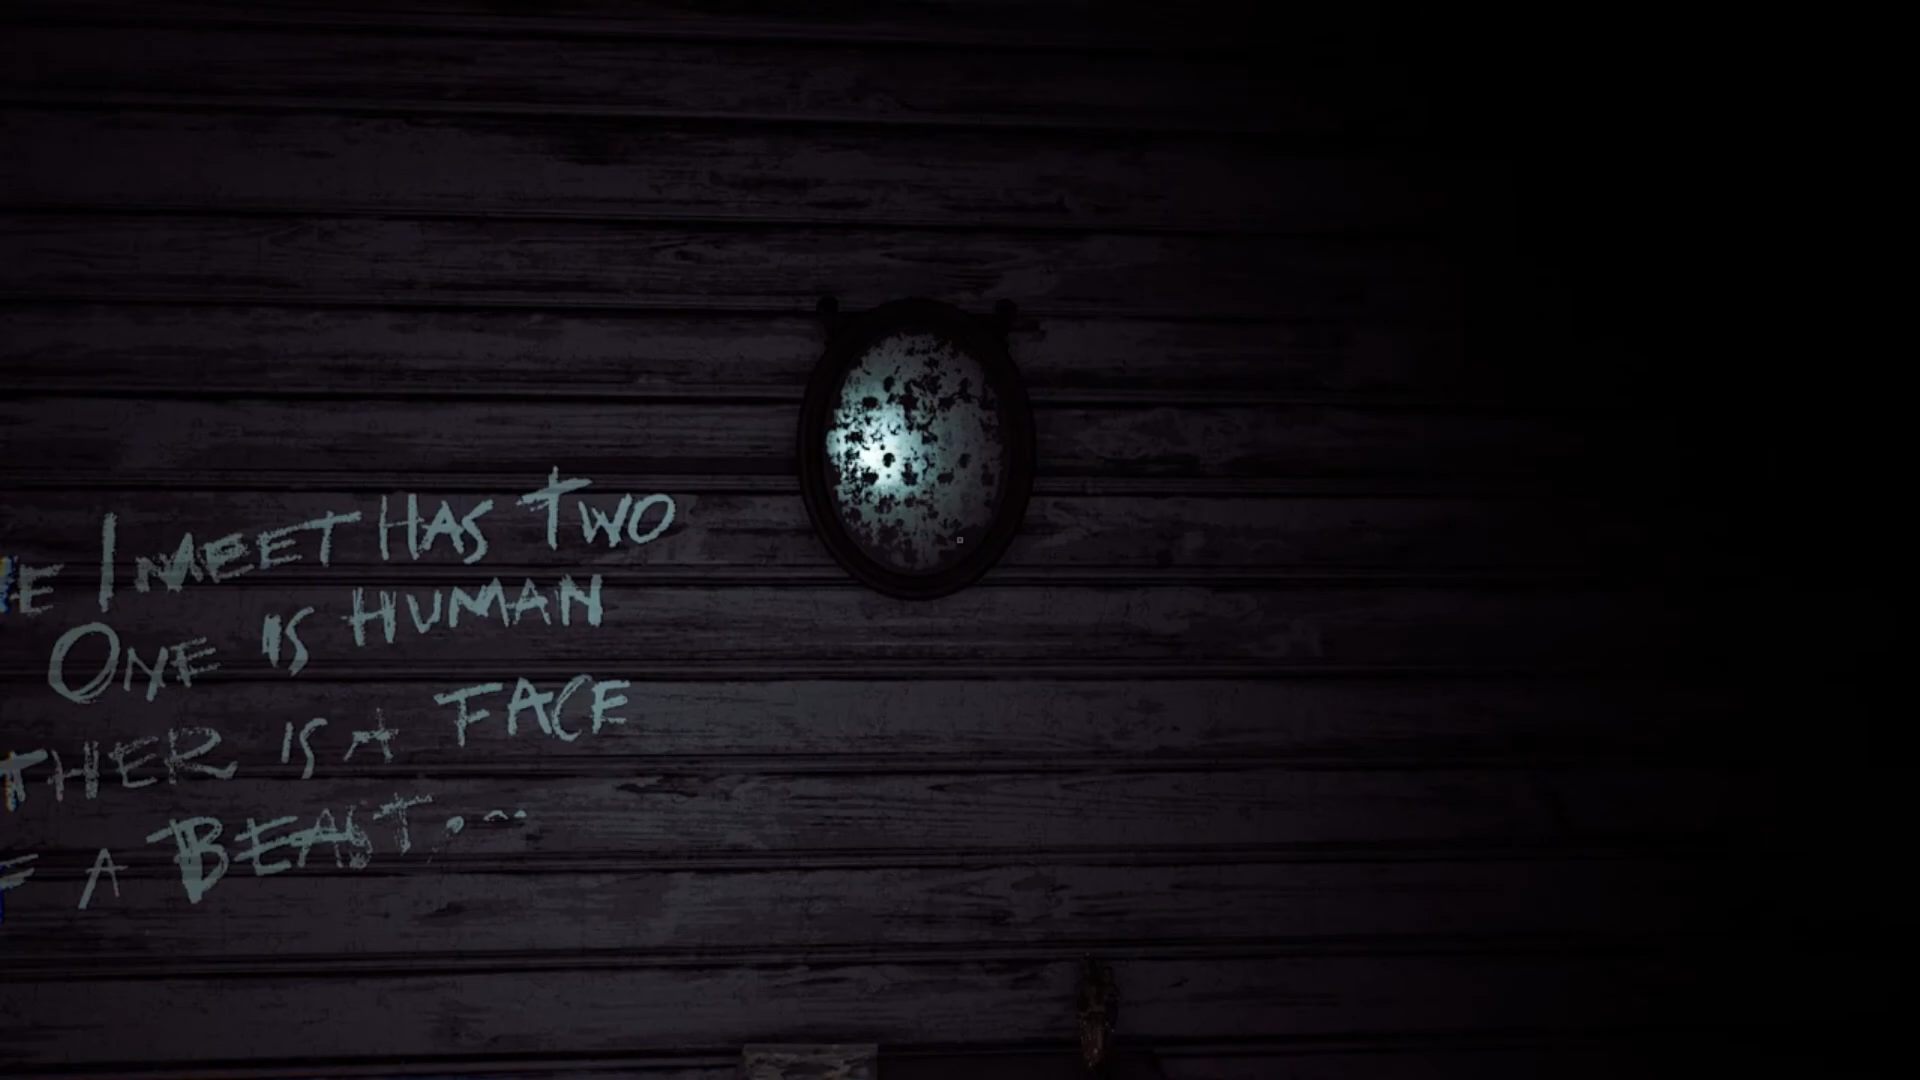 I MEET HAS TWO
ONE IS HUMAN
THER IS A FACE
A BEAST...